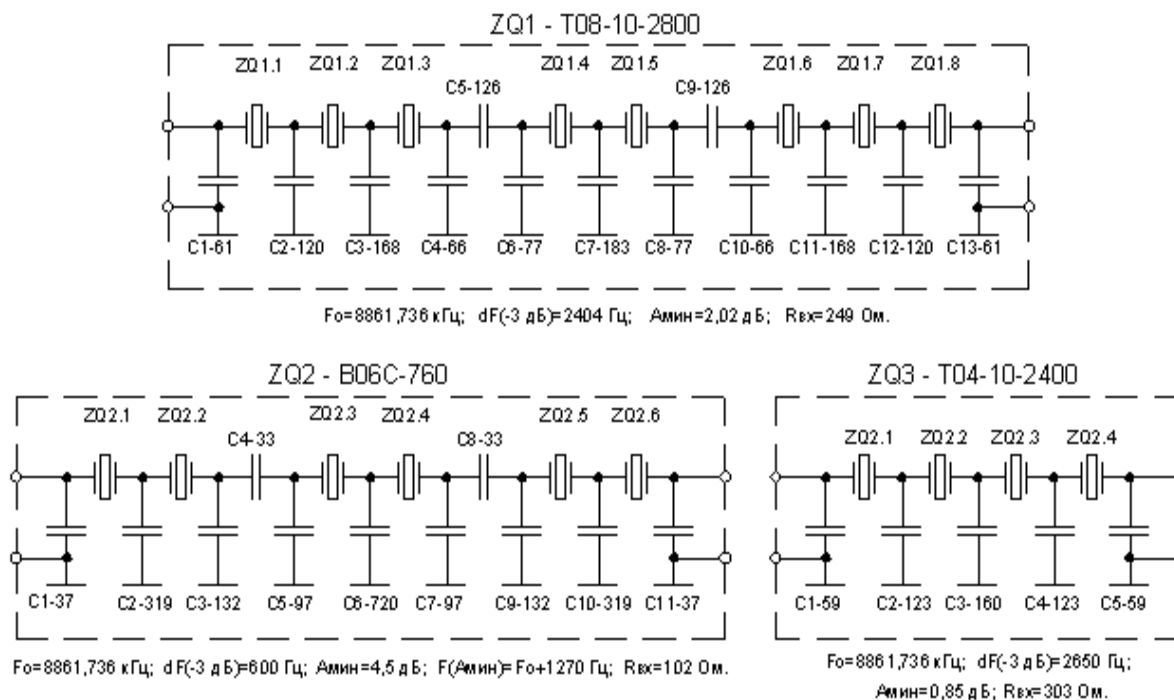 ZQ1 - T08-10-2800
ZQ1.1 ZQ1.2 ZQ1.3 ZQ1.4 ZQ1.5 ZQ1.6 ZQ1.7 ZQ1.8
C5-126 C9-126
C1-61 C2-120 C3-168 C4-66 C6-77 C7-183 C8-77 C10-66 C11-168 C12-120 C13-61
Fo=8861,736 кГц; dF(-3 дБ)=2404 Гц; Амин=2,02 дБ; Rвх=249 Ом.
ZQ2 - B06C-760
ZQ2.1 ZQ2.2 ZQ2.3 ZQ2.4 ZQ2.5 ZQ2.6
C4-33 C8-33
C1-37 C2-319 C3-132 C5-97 C6-720 C7-97 C9-132 C10-319 C11-37
Fo=8861,736 кГц; dF(-3 дБ)=600 Гц; Амин=4,5 дБ; F(Амин)=Fo+1270 Гц; Rвх=102 Ом.
ZQ3 - T04-10-2400
ZQ2.1 ZQ2.2 ZQ2.3 ZQ2.4
C1-59 C2-123 C3-160 C4-123 C5-59
Fo=8861,736 кГц; dF(-3 дБ)=2650 Гц;
Амин=0,85 дБ; Rвх=303 Ом.